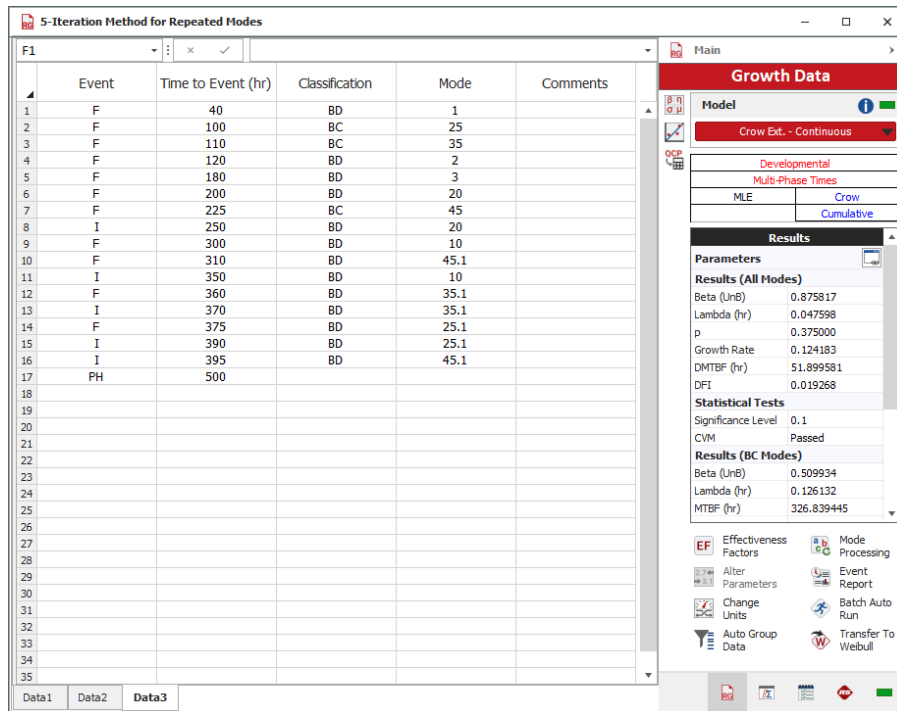 5-Iteration Method for Repeated Modes
F1
Event Time to Event (hr) Classification Mode Comments
1 F 40 BD 1
2 F 100 BC 25
3 F 110 BC 35
4 F 120 BD 2
5 F 180 BD 3
6 F 200 BD 20
7 F 225 BC 45
8 I 250 BD 20
9 F 300 BD 10
10 F 310 BD 45.1
11 I 350 BD 10
12 F 360 BD 35.1
13 I 370 BD 35.1
14 F 375 BD 25.1
15 I 390 BD 25.1
16 I 395 BD 45.1
17 PH 500
18
19
20
21
22
23
24
25
26
27
28
29
30
31
32
33
34
35
Data1 Data2 Data3
RG Main
Growth Data
β η
σ μ
Model
Crow Ext. - Continuous
QCP
Developmental
Multi-Phase Times
MLE Crow
Cumulative
Results
Parameters
Results (All Modes)
Beta (UnB) 0.875817
Lambda (hr) 0.047598
p 0.375000
Growth Rate 0.124183
DMTBF (hr) 51.899581
DFI 0.019268
Statistical Tests
Significance Level 0.1
CVM Passed
Results (BC Modes)
Beta (UnB) 0.509934
Lambda (hr) 0.126132
MTBF (hr) 326.839445
EF Effectiveness Factors
Mode Processing
Alter Parameters
Event Report
Change Units
Batch Auto Run
Auto Group Data
Transfer To Weibull